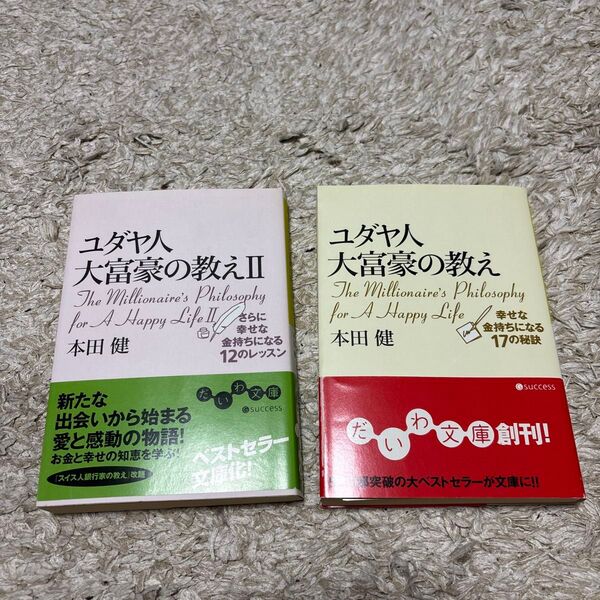 ユダヤ人
大富豪の教えII
The Millionaire's Philosophy
for A Happy Life II
さらに
幸せな
金持ちになる
12のレッスン
本田 健
新たな
出会いから始まる
愛と感動の物語!
お金と幸せの知恵を学ぶ!
『スイス人銀行家の教え』改題
だいわ文庫
G success
ベストセラー
文庫化!
ユダヤ人
大富豪の教え
The Millionaire's Philosophy
for A Happy Life
幸せな
金持ちになる
17の秘訣
本田 健
G success
だいわ文庫創刊!
部突破の大ベストセラーが文庫に!!